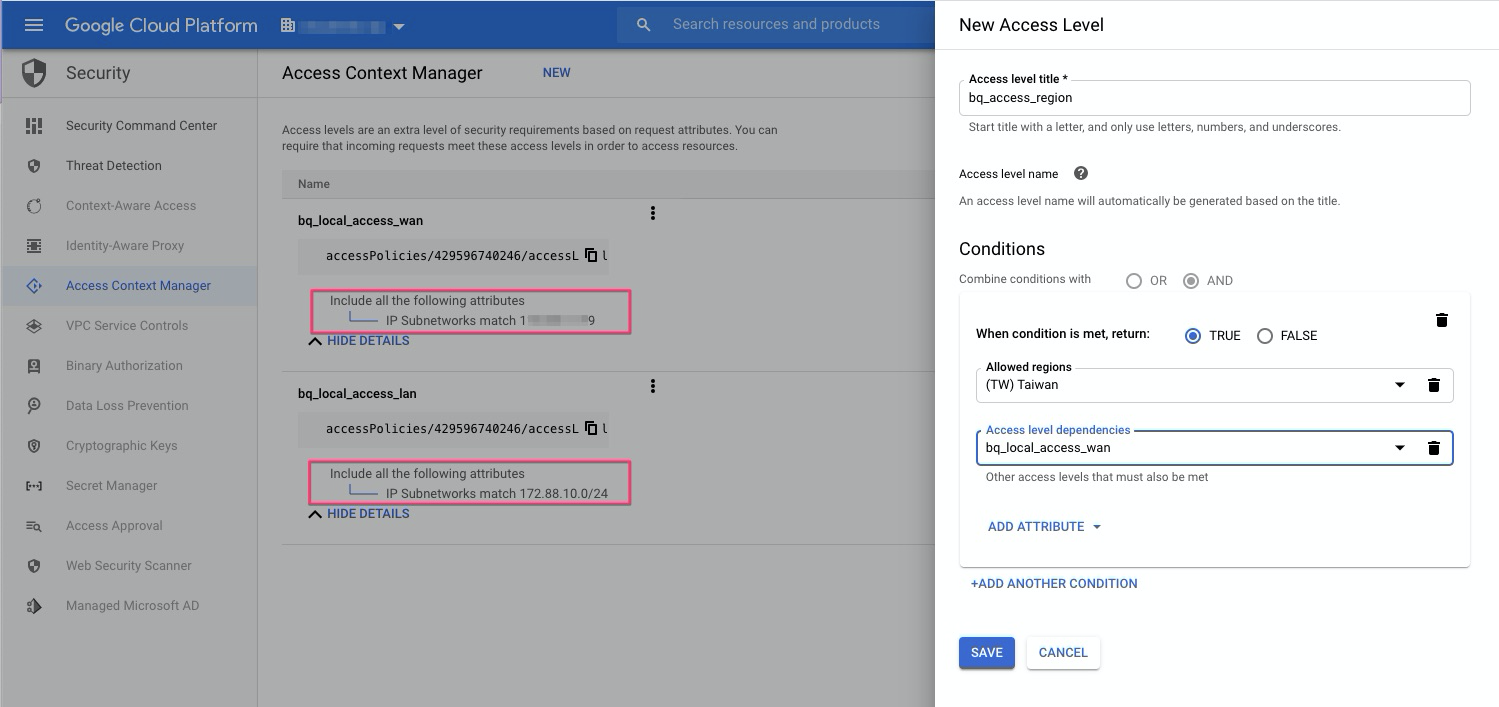 Google Cloud Platform
Search resources and products
Security
Security Command Center
Threat Detection
Context-Aware Access
Identity-Aware Proxy
Access Context Manager
VPC Service Controls
Binary Authorization
Data Loss Prevention
Cryptographic Keys
Secret Manager
Access Approval
Web Security Scanner
Managed Microsoft AD
Access Context Manager
NEW
Access levels are an extra level of security requirements based on request attributes. You can
require that incoming requests meet these access levels in order to access resources.
Name
bq_local_access_wan
accessPolicies/429596740246/accessL
Include all the following attributes
IP Subnetworks match 1 9
HIDE DETAILS
bq_local_access_lan
accessPolicies/429596740246/accessL
Include all the following attributes
IP Subnetworks match 172.88.10.0/24
HIDE DETAILS
New Access Level
Access level title *
bq_access_region
Start title with a letter, and only use letters, numbers, and underscores.
Access level name ?
An access level name will automatically be generated based on the title.
Conditions
Combine conditions with OR AND
When condition is met, return: TRUE FALSE
Allowed regions
(TW) Taiwan
Access level dependencies
bq_local_access_wan
Other access levels that must also be met
ADD ATTRIBUTE
+ADD ANOTHER CONDITION
SAVE
CANCEL